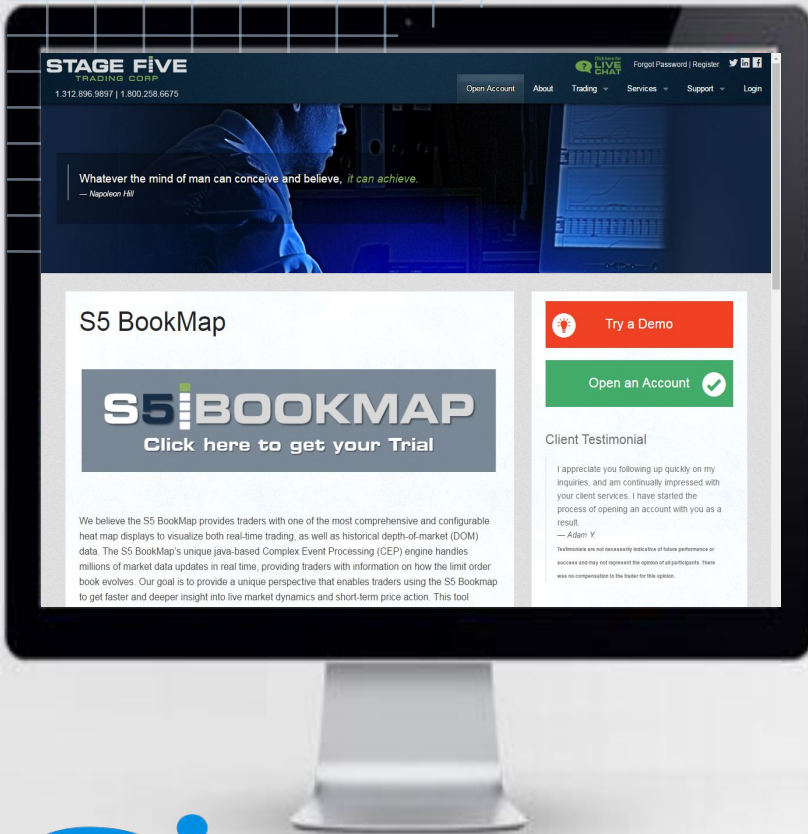 STAGE FIVE
TRADING CORP
1.312.896.9897 | 1.800.258.6675
Click here for
LIVE
CHAT
Forgot Password | Register
Open Account About Trading Services Support Login
Whatever the mind of man can conceive and believe, it can achieve.
— Napoleon Hill
S5 BookMap
S5 BOOKMAP
Click here to get your Trial
We believe the S5 BookMap provides traders with one of the most comprehensive and configurable
heat map displays to visualize both real-time trading, as well as historical depth-of-market (DOM)
data. The S5 BookMap's unique java-based Complex Event Processing (CEP) engine handles
millions of market data updates in real time, providing traders with information on how the limit order
book evolves. Our goal is to provide a unique perspective that enables traders using the S5 Bookmap
to get faster and deeper insight into live market dynamics and short-term price action. This tool
Try a Demo
Open an Account
Client Testimonial
I appreciate you following up quickly on my
inquiries, and am continually impressed with
your client services. I have started the
process of opening an account with you as a
result.
— Adam Y.
Testimonials are not necessarily indicative of future performance or
success and may not represent the opinion of all participants. There
was no compensation to the trader for this opinion.